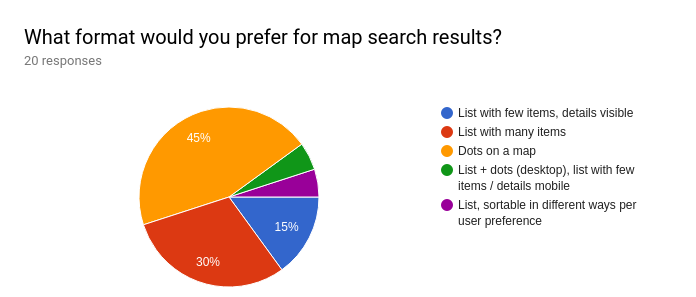 What format would you prefer for map search results?
20 responses
45%
15%
30%
List with few items, details visible
List with many items
Dots on a map
List + dots (desktop), list with few
items / details mobile
List, sortable in different ways per
user preference